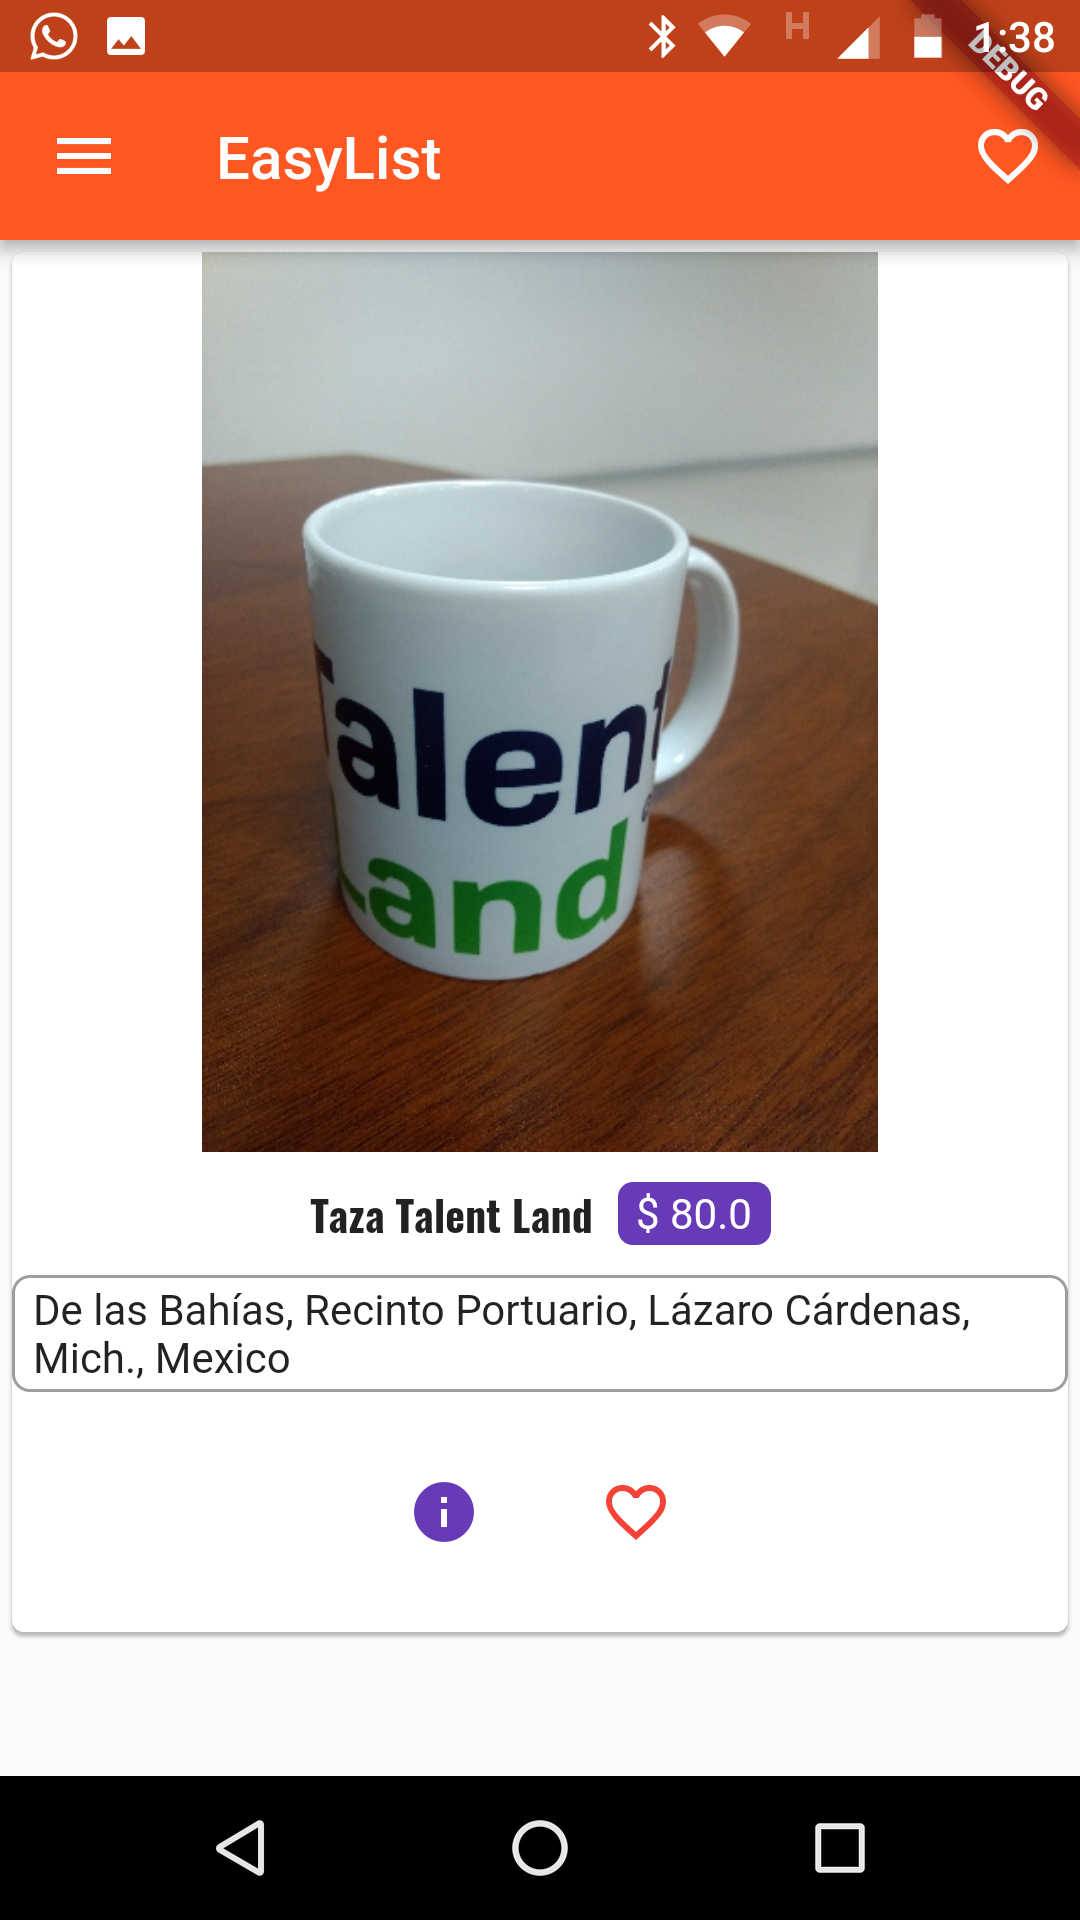 H
1:38
DEBUG
EasyList
Talent
Land
Taza Talent Land
$ 80.0
De las Bahías, Recinto Portuario, Lázaro Cárdenas,
Mich., Mexico